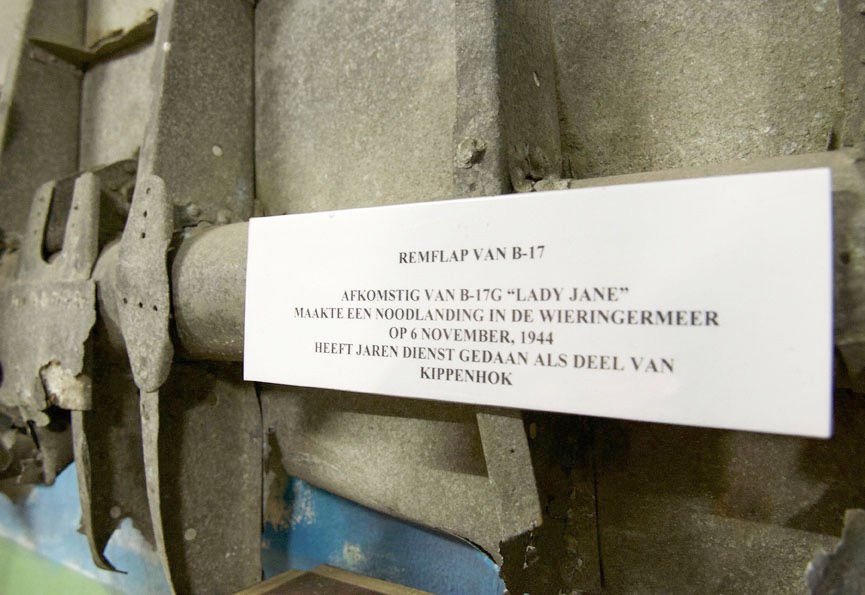 REMFLAP VAN B-17
AFKOMSTIG VAN B-17G “LADY JANE”
MAAKTE EEN NOODLANDING IN DE WIERINGERMEER
OP 6 NOVEMBER, 1944
HEEFT JAREN DIENST GEDAAN ALS DEEL VAN
KIPPENHOK